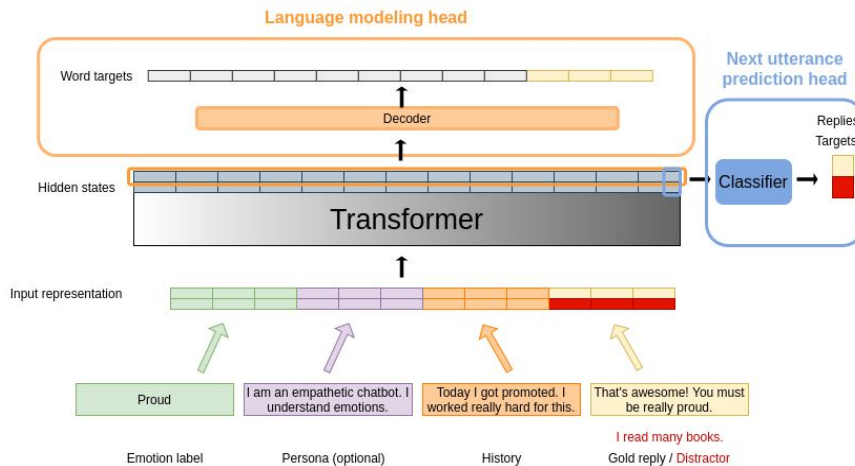 Language modeling head
Word targets
Decoder
Next utterance
prediction head
Replies
Targets
Classifier
Hidden states
Transformer
Input representation
Proud
I am an empathetic chatbot. I
understand emotions.
Today I got promoted. I
worked really hard for this.
That's awesome! You must
be really proud.
I read many books.
Emotion label
Persona (optional)
History
Gold reply / Distractor